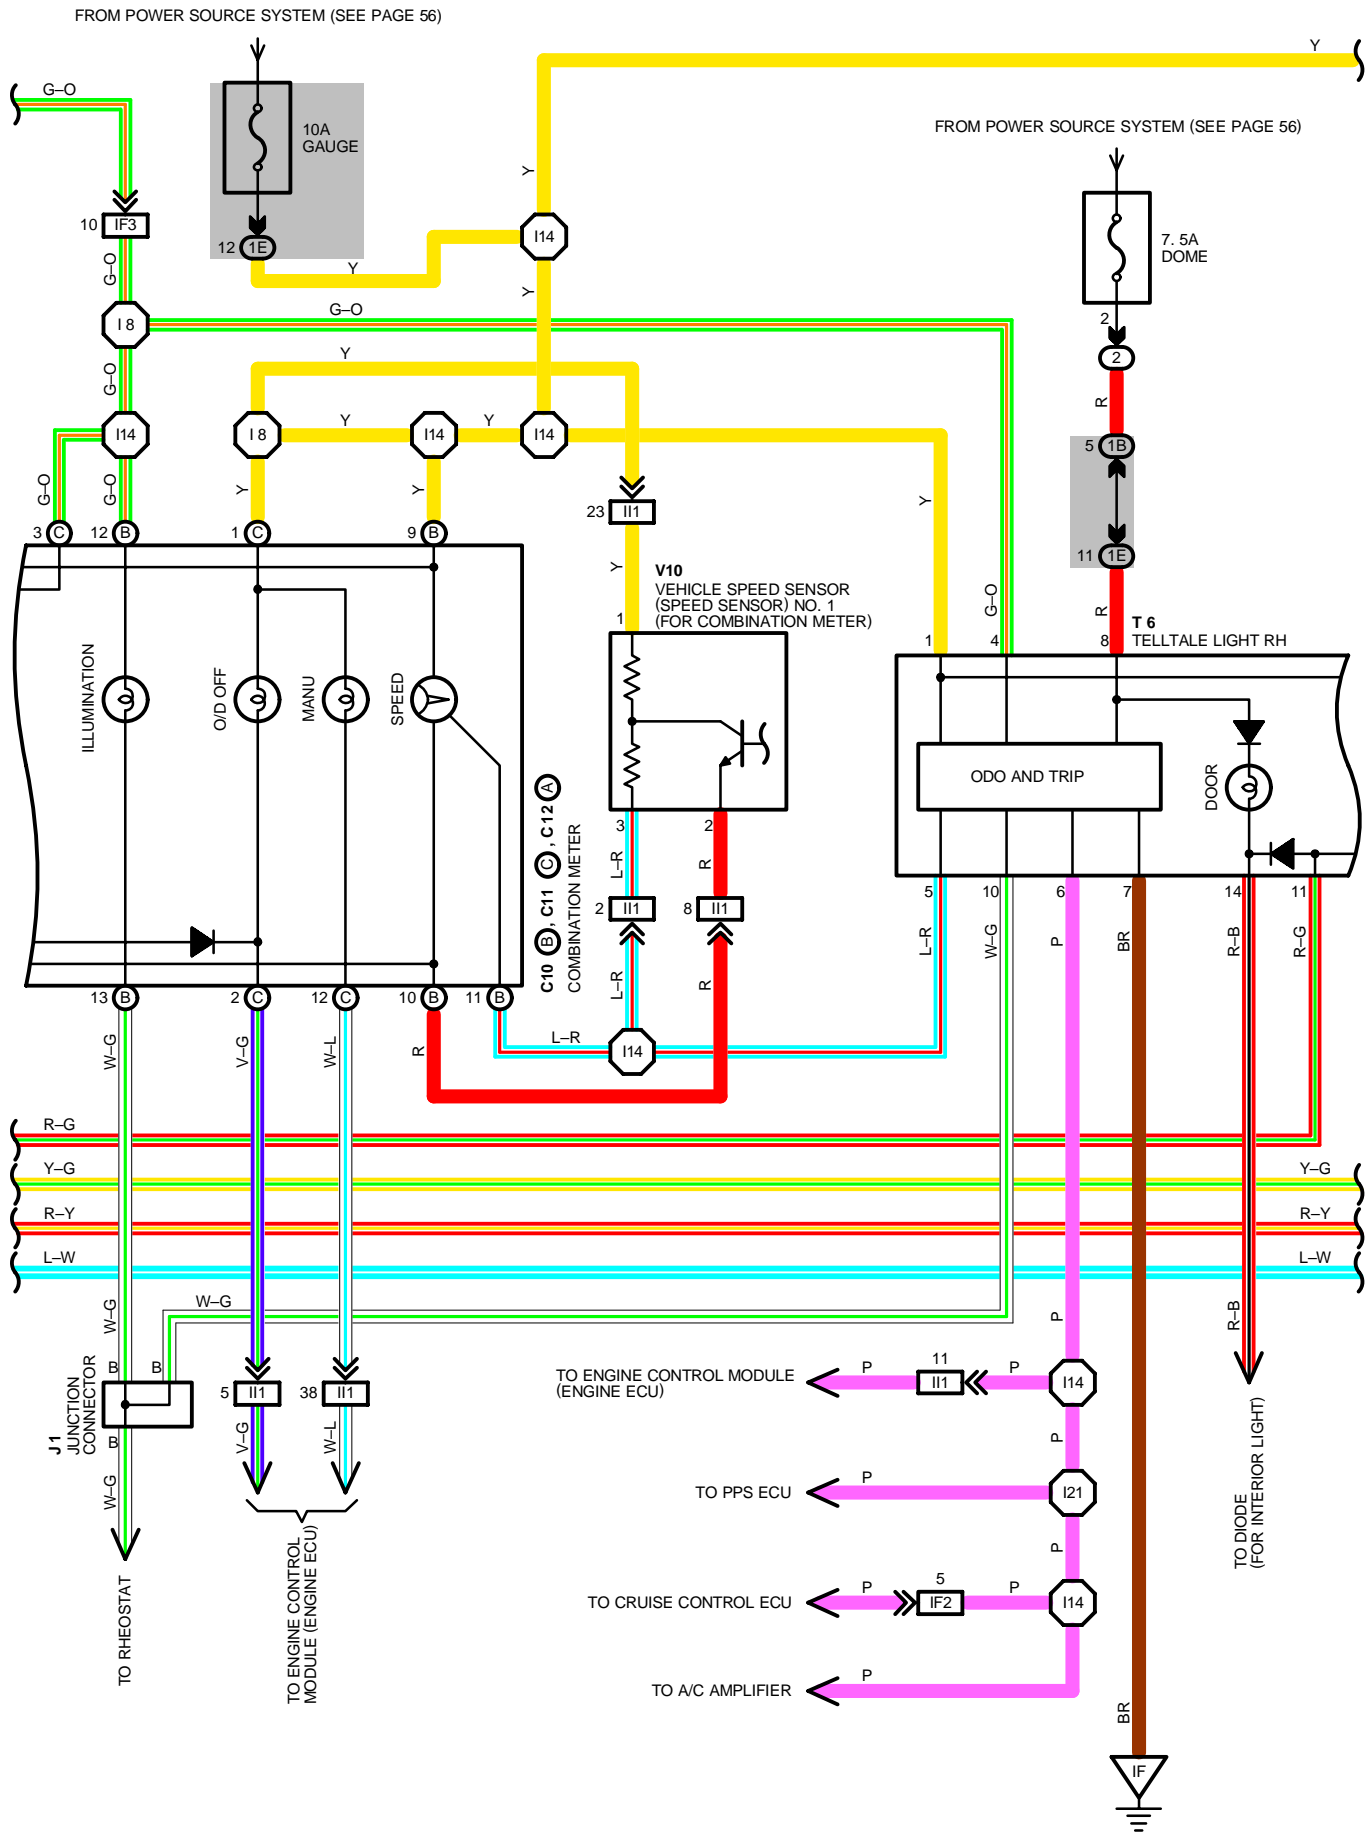 FROM POWER SOURCE SYSTEM (SEE PAGE 56)
Y
G–O
10A
GAUGE
FROM POWER SOURCE SYSTEM (SEE PAGE 56)
Y
10 IF3
12 1E
I14
7. 5A
DOME
Y
G–O
Y
I 8
G–O
2
2
G–O
Y
R
I14
I 8
Y
I14
Y
I14
5 1B
G–O
G–O
Y
Y
23 II1
Y
3 C
12 B
1 C
9 B
11 1E
Y
V10
VEHICLE SPEED SENSOR
(SPEED SENSOR) NO. 1
(FOR COMBINATION METER)
G–O
R
T 6
TELLTALE LIGHT RH
1
1
4
8
ILLUMINATION
O/D OFF
MANU
SPEED
ODO AND TRIP
DOOR
C10 B , C11 C , C12 A
COMBINATION METER
3
2
L–R
R
2 II1
8 II1
5
10
6
7
14
11
L–R
W–G
P
BR
R–B
R–G
L–R
R
13 B
2 C
12 C
10 B
11 B
W–G
V–G
W–L
R
L–R
I14
R–G
Y–G
Y–G
R–Y
R–Y
L–W
L–W
W–G
W–G
P
R–B
B
B
J 1
JUNCTION
CONNECTOR
B
5 II1
38 II1
TO ENGINE CONTROL MODULE
(ENGINE ECU)
P
11
II1
P
I14
W–G
V–G
W–L
P
TO PPS ECU
P
I21
TO DIODE
(FOR INTERIOR LIGHT)
P
TO RHEOSTAT
TO ENGINE CONTROL
MODULE (ENGINE ECU)
TO CRUISE CONTROL ECU
P
5
IF2
P
I14
TO A/C AMPLIFIER
P
BR
IF